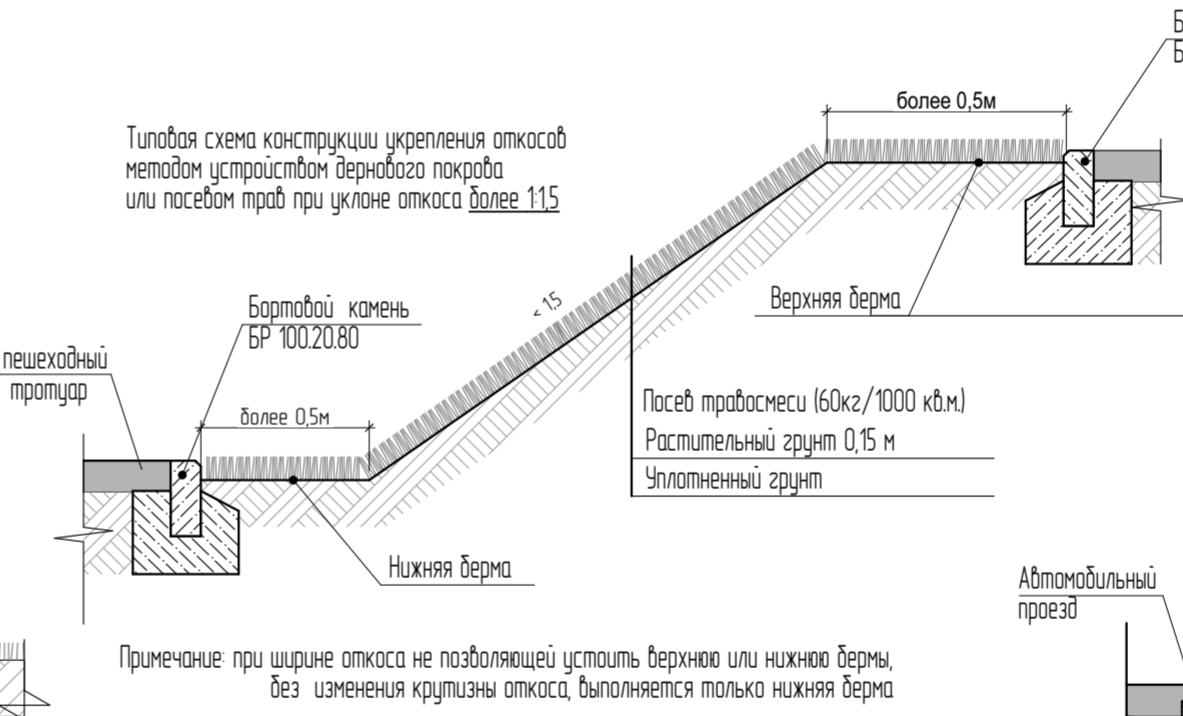 Б
Б
более 0,5м
Типовая схема конструкции укрепления откосов
методом устройством дернового покрова
или посевом трав при уклоне откоса более 1:1,5
< 1,5
Верхняя берма
Бортовой камень
БР 100.20.80
пешеходный
тротуар
более 0,5м
Посев травосмеси (60кг/1000 кв.м.)
Растительный грунт 0,15 м
Уплотненный грунт
Нижняя берма
Автомобильный
проезд
Примечание: при ширине откоса не позволяющей устоить верхнюю или нижнюю бермы,
без изменения крутизны откоса, выполняется только нижняя берма